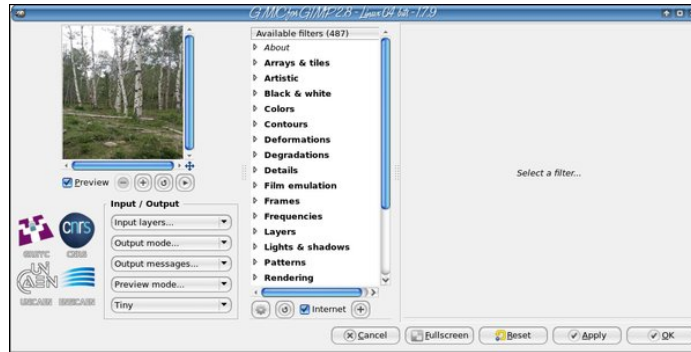 G'MIC for GIMP 2.8 - Linux 64 bits - 1.7.9
Available filters (487)
About
Arrays & tiles
Artistic
Black & white
Colors
Contours
Deformations
Degradations
Details
Film emulation
Frames
Frequencies
Layers
Lights & shadows
Patterns
Rendering
Internet
Preview
Input / Output
Input layers...
Output mode...
Output messages...
Preview mode...
Tiny
GREYC
CNRS
cnrs
UN
CAEN
UNICAEN
ENSICAEN
Select a filter...
Cancel
Fullscreen
Reset
Apply
OK